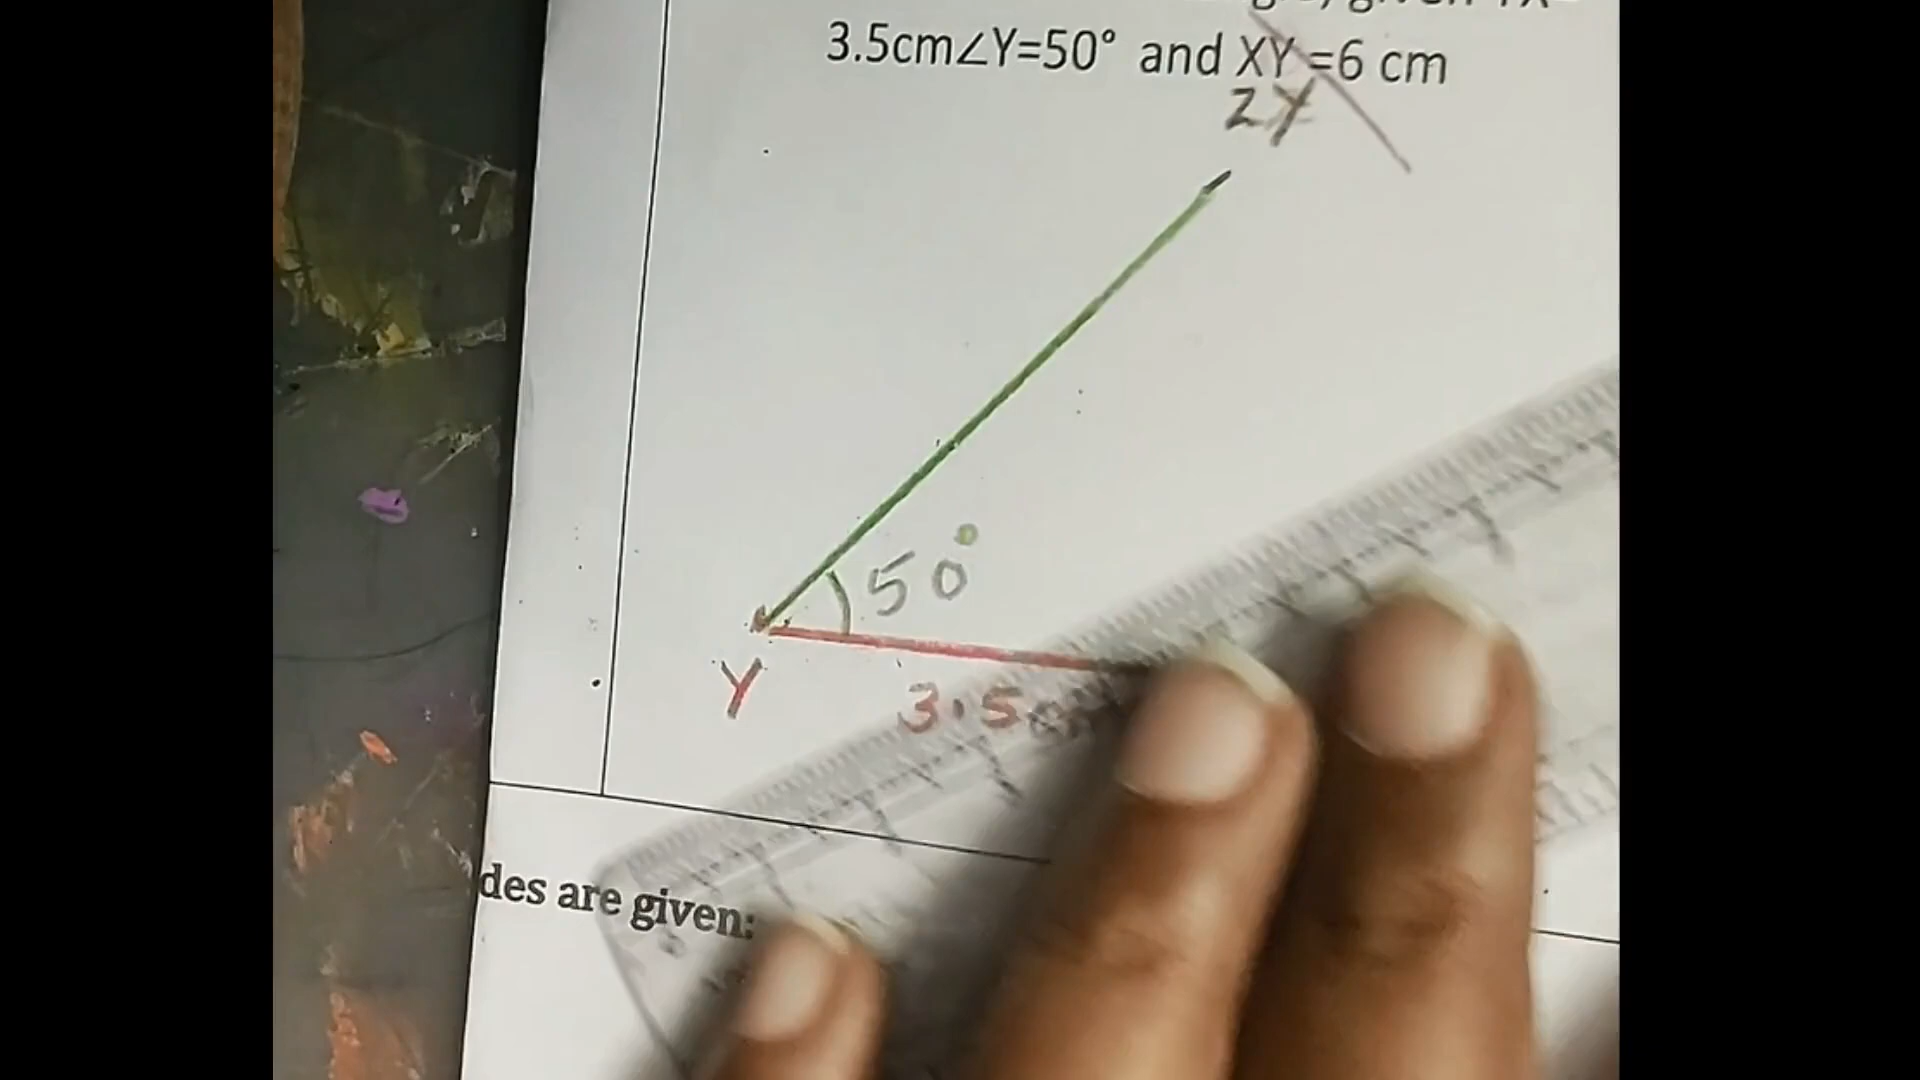 3.5cm∠Y=50° and XY=6 cm
ZY
50°
Y
3.5
des are given: